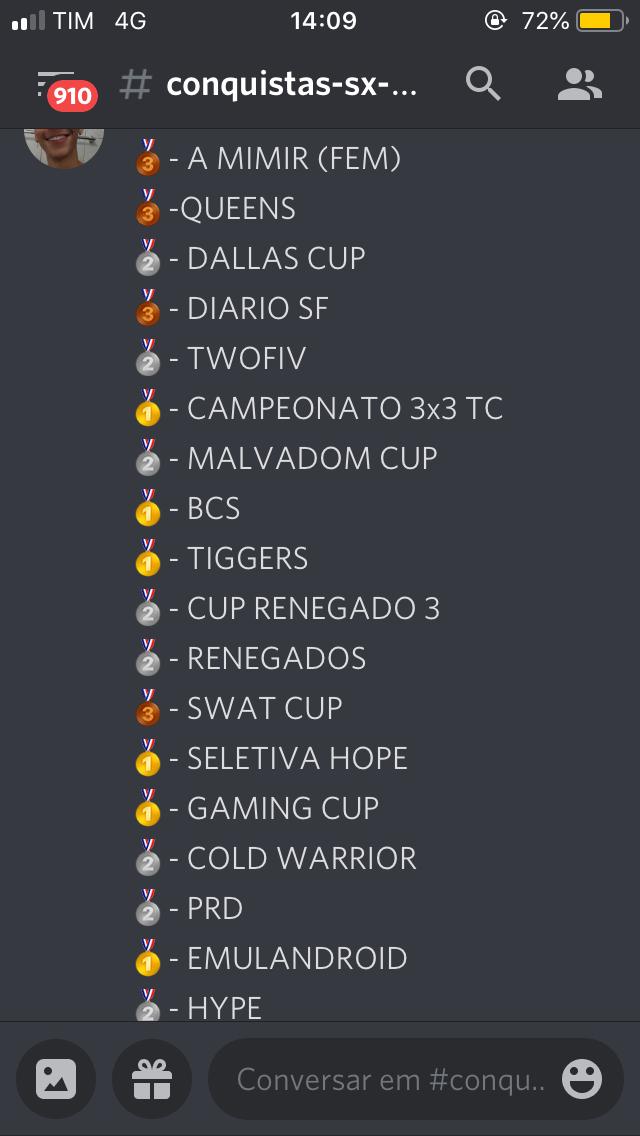 TIM 4G 14:09 72%
910 # conquistas-sx-...
🥉- A MIMIR (FEM)
🥉-QUEENS
🥈- DALLAS CUP
🥉- DIARIO SF
🥈- TWOFIV
🥇- CAMPEONATO 3x3 TC
🥈- MALVADOM CUP
🥇- BCS
🥇- TIGGERS
🥈- CUP RENEGADO 3
🥈- RENEGADOS
🥉- SWAT CUP
🥇- SELETIVA HOPE
🥇- GAMING CUP
🥈- COLD WARRIOR
🥈- PRD
🥇- EMULANDROID
🥈- HYPE
Conversar em #conqu..